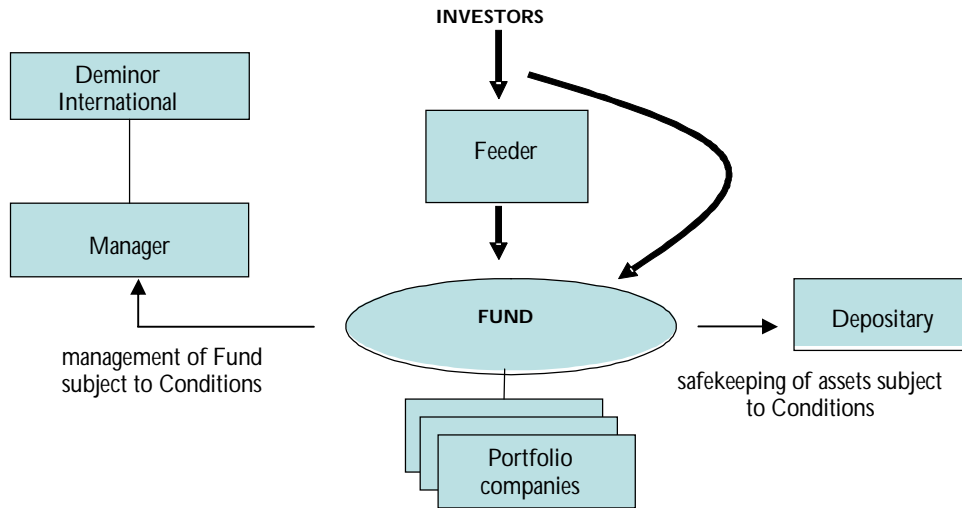 INVESTORS
Deminor
International
Feeder
Manager
FUND
Depositary
management of Fund
subject to Conditions
safekeeping of assets subject
to Conditions
Portfolio
companies